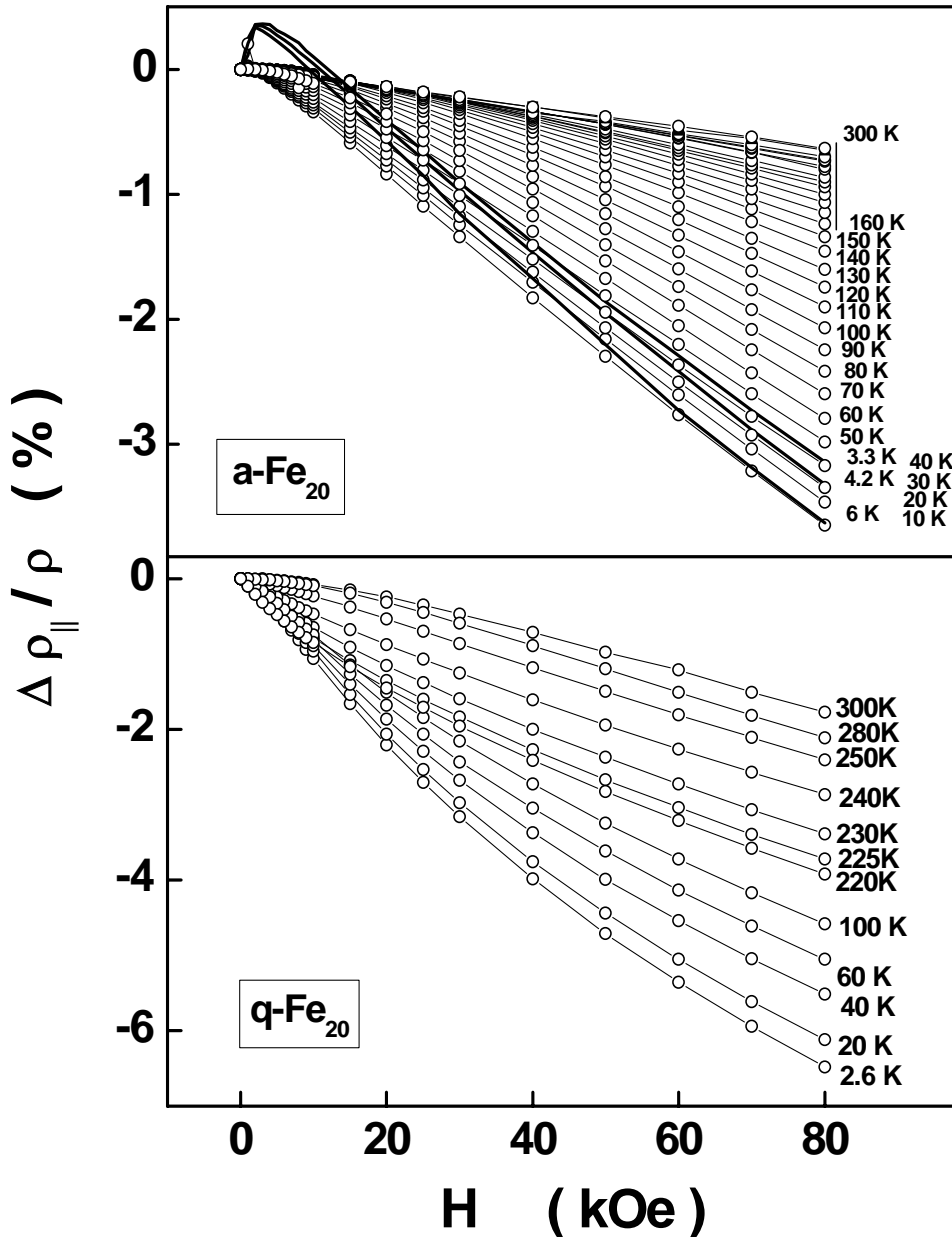 0
-1
-2
-3
300 K
160 K
150 K
140 K
130 K
120 K
110 K
100 K
90 K
80 K
70 K
60 K
50 K
3.3 K 40 K
4.2 K 30 K
20 K
6 K 10 K
a-Fe20
Δ ρ|| / ρ ( % )
0
-2
-4
-6
300K
280K
250K
240K
230K
225K
220K
100 K
60 K
40 K
20 K
2.6 K
q-Fe20
0 20 40 60 80
H ( kOe )